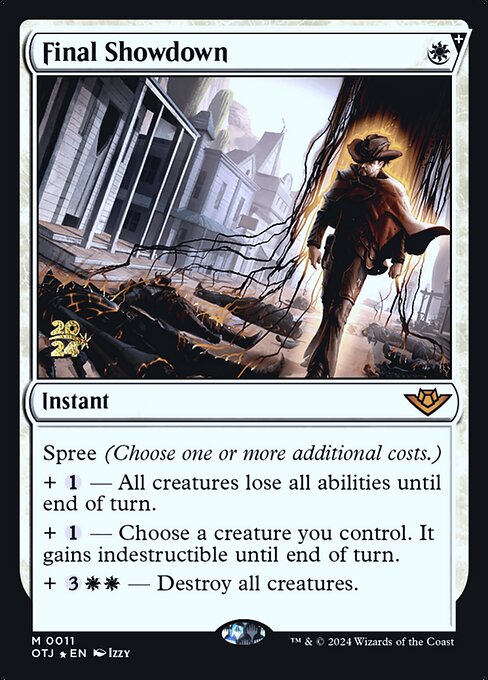 Final Showdown
2024
Instant
Spree (Choose one or more additional costs.)
+ 1 — All creatures lose all abilities until
end of turn.
+ 1 — Choose a creature you control. It
gains indestructible until end of turn.
+ 3 — Destroy all creatures.
M 0011
OTJ ★ EN Izzy
™ & © 2024 Wizards of the Coast